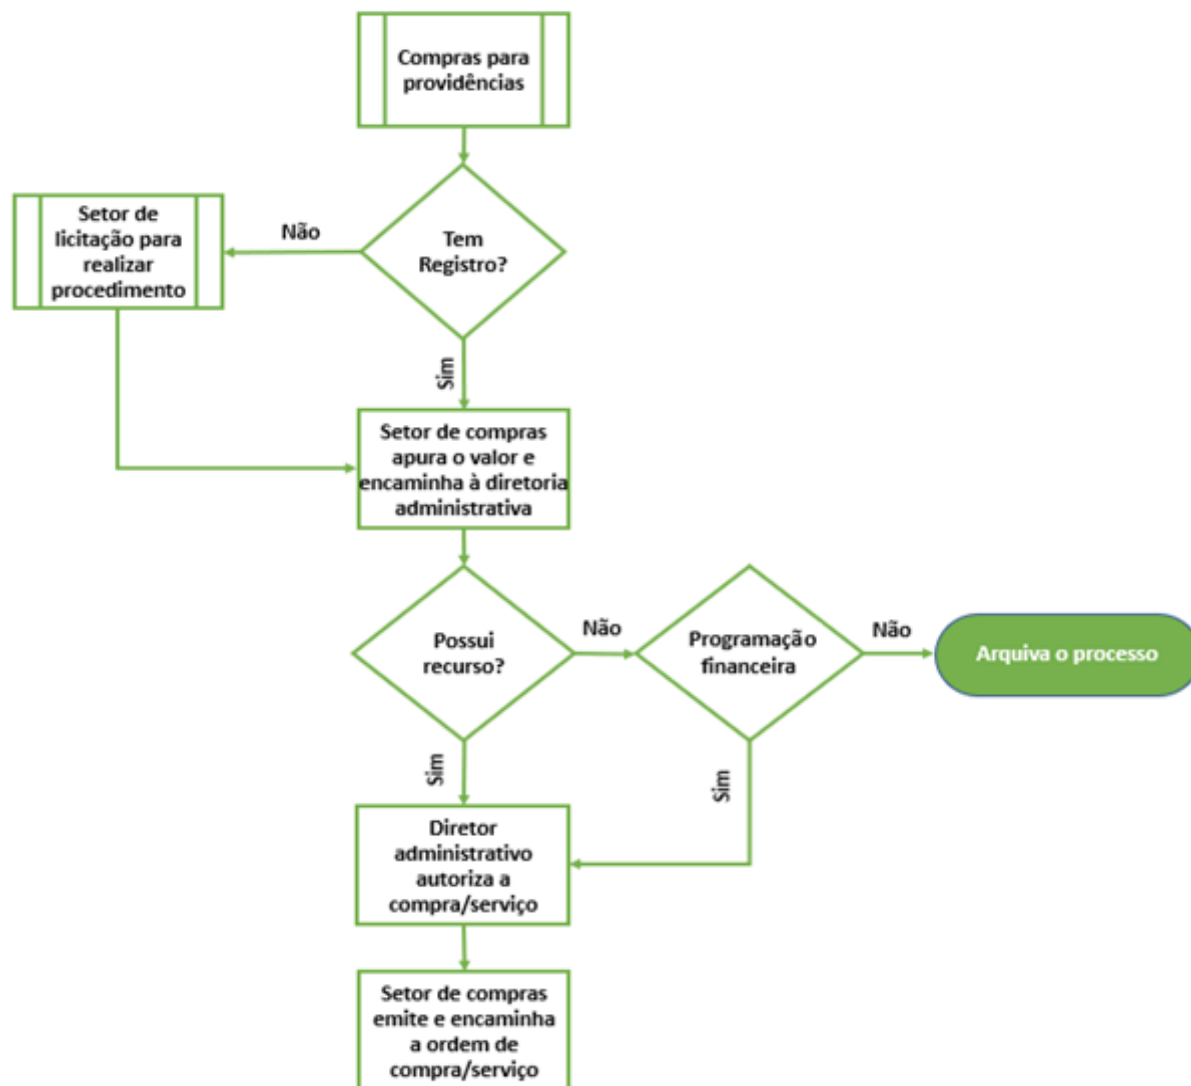 Compras para
providências
Tem
Registro?
Não
Setor de
licitação para
realizar
procedimento
Sim
Setor de compras
apura o valor e
encaminha à diretoria
administrativa
Possui
recurso?
Não
Programação
financeira
Não
Arquiva o processo
Sim
Sim
Diretor
administrativo
autoriza a
compra/serviço
Setor de compras
emite e encaminha
a ordem de
compra/serviço